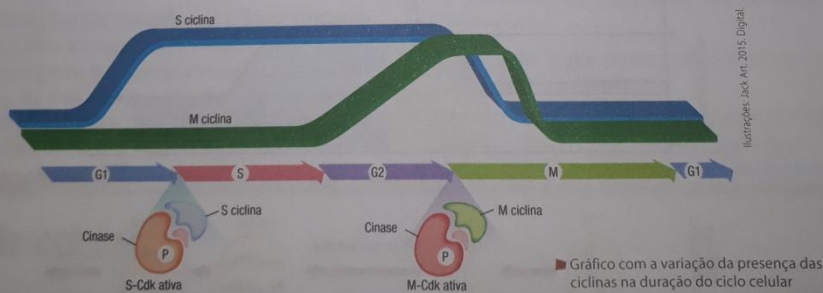 S ciclina
M ciclina
Ilustrações: Jack Art. 2015. Digital.
G1
S
G2
M
G1
S ciclina
Cinase
P
S-Cdk ativa
M ciclina
Cinase
P
M-Cdk ativa
Gráfico com a variação da presença das
ciclinas na duração do ciclo celular